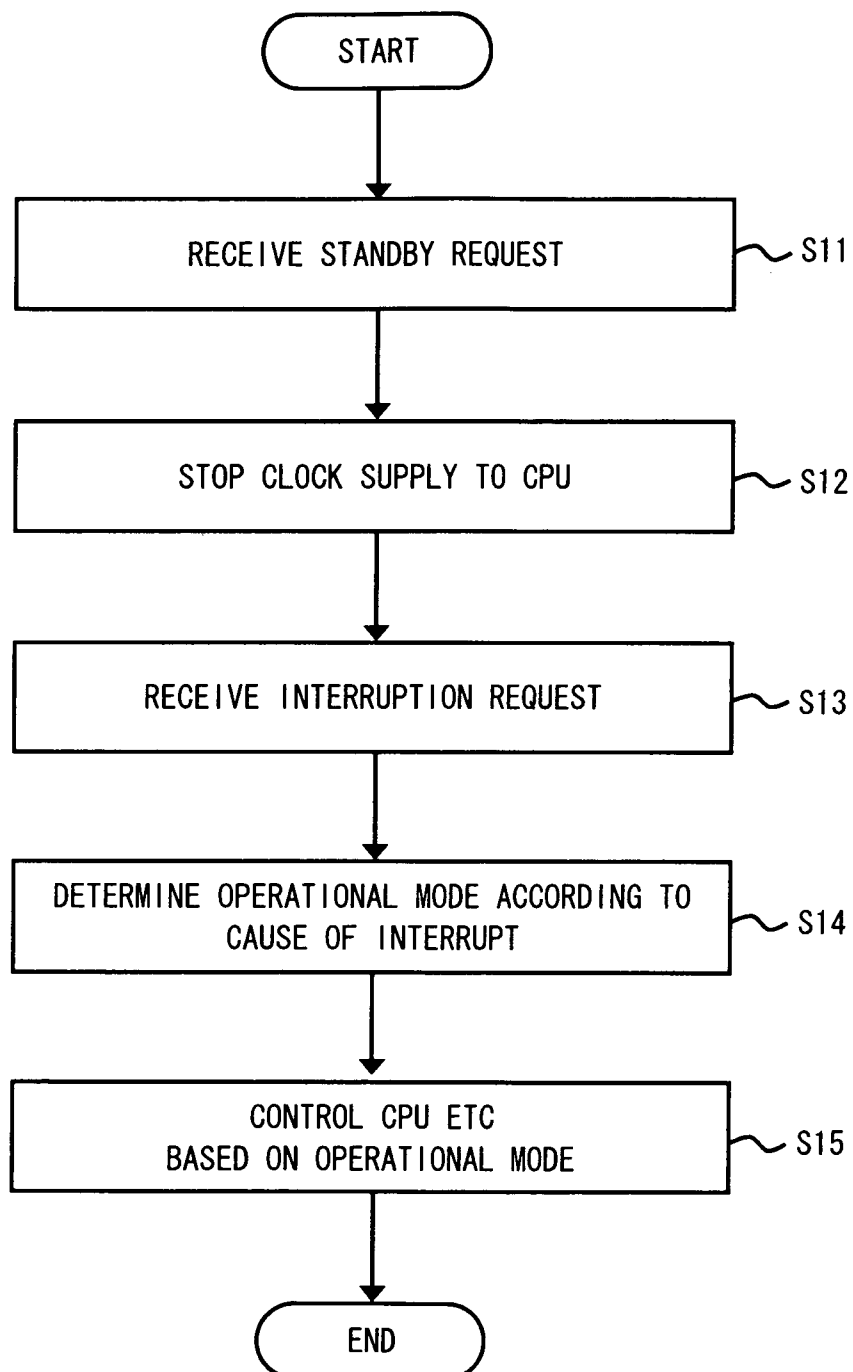 START
RECEIVE STANDBY REQUEST
S11
STOP CLOCK SUPPLY TO CPU
S12
RECEIVE INTERRUPTION REQUEST
S13
DETERMINE OPERATIONAL MODE ACCORDING TO
CAUSE OF INTERRUPT
S14
CONTROL CPU ETC
BASED ON OPERATIONAL MODE
S15
END